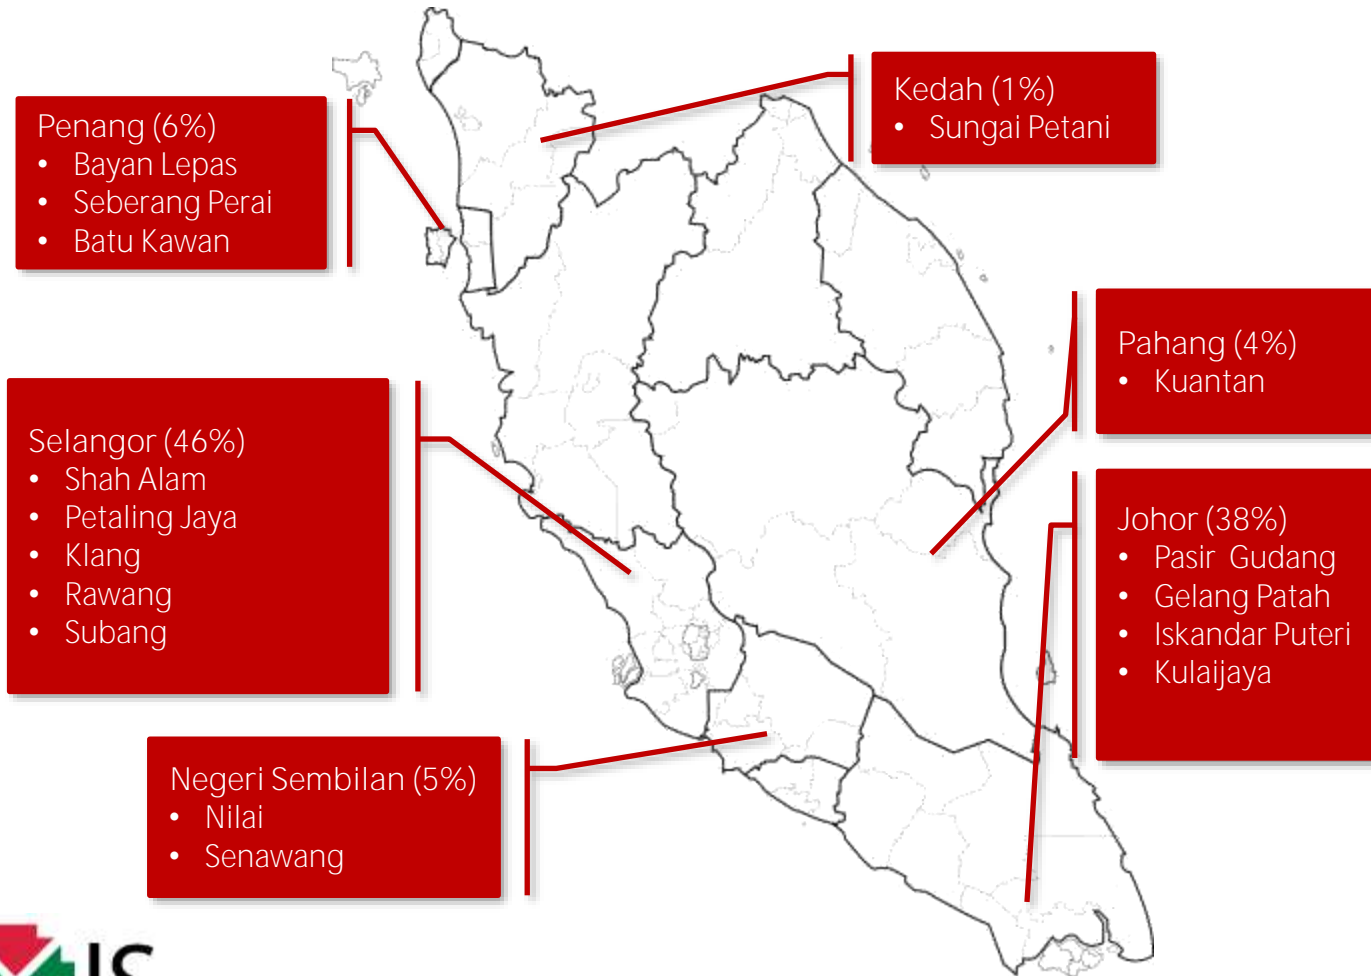 Penang (6%)
• Bayan Lepas
• Seberang Perai
• Batu Kawan
Kedah (1%)
• Sungai Petani
Selangor (46%)
• Shah Alam
• Petaling Jaya
• Klang
• Rawang
• Subang
Pahang (4%)
• Kuantan
Johor (38%)
• Pasir Gudang
• Gelang Patah
• Iskandar Puteri
• Kulaijaya
Negeri Sembilan (5%)
• Nilai
• Senawang